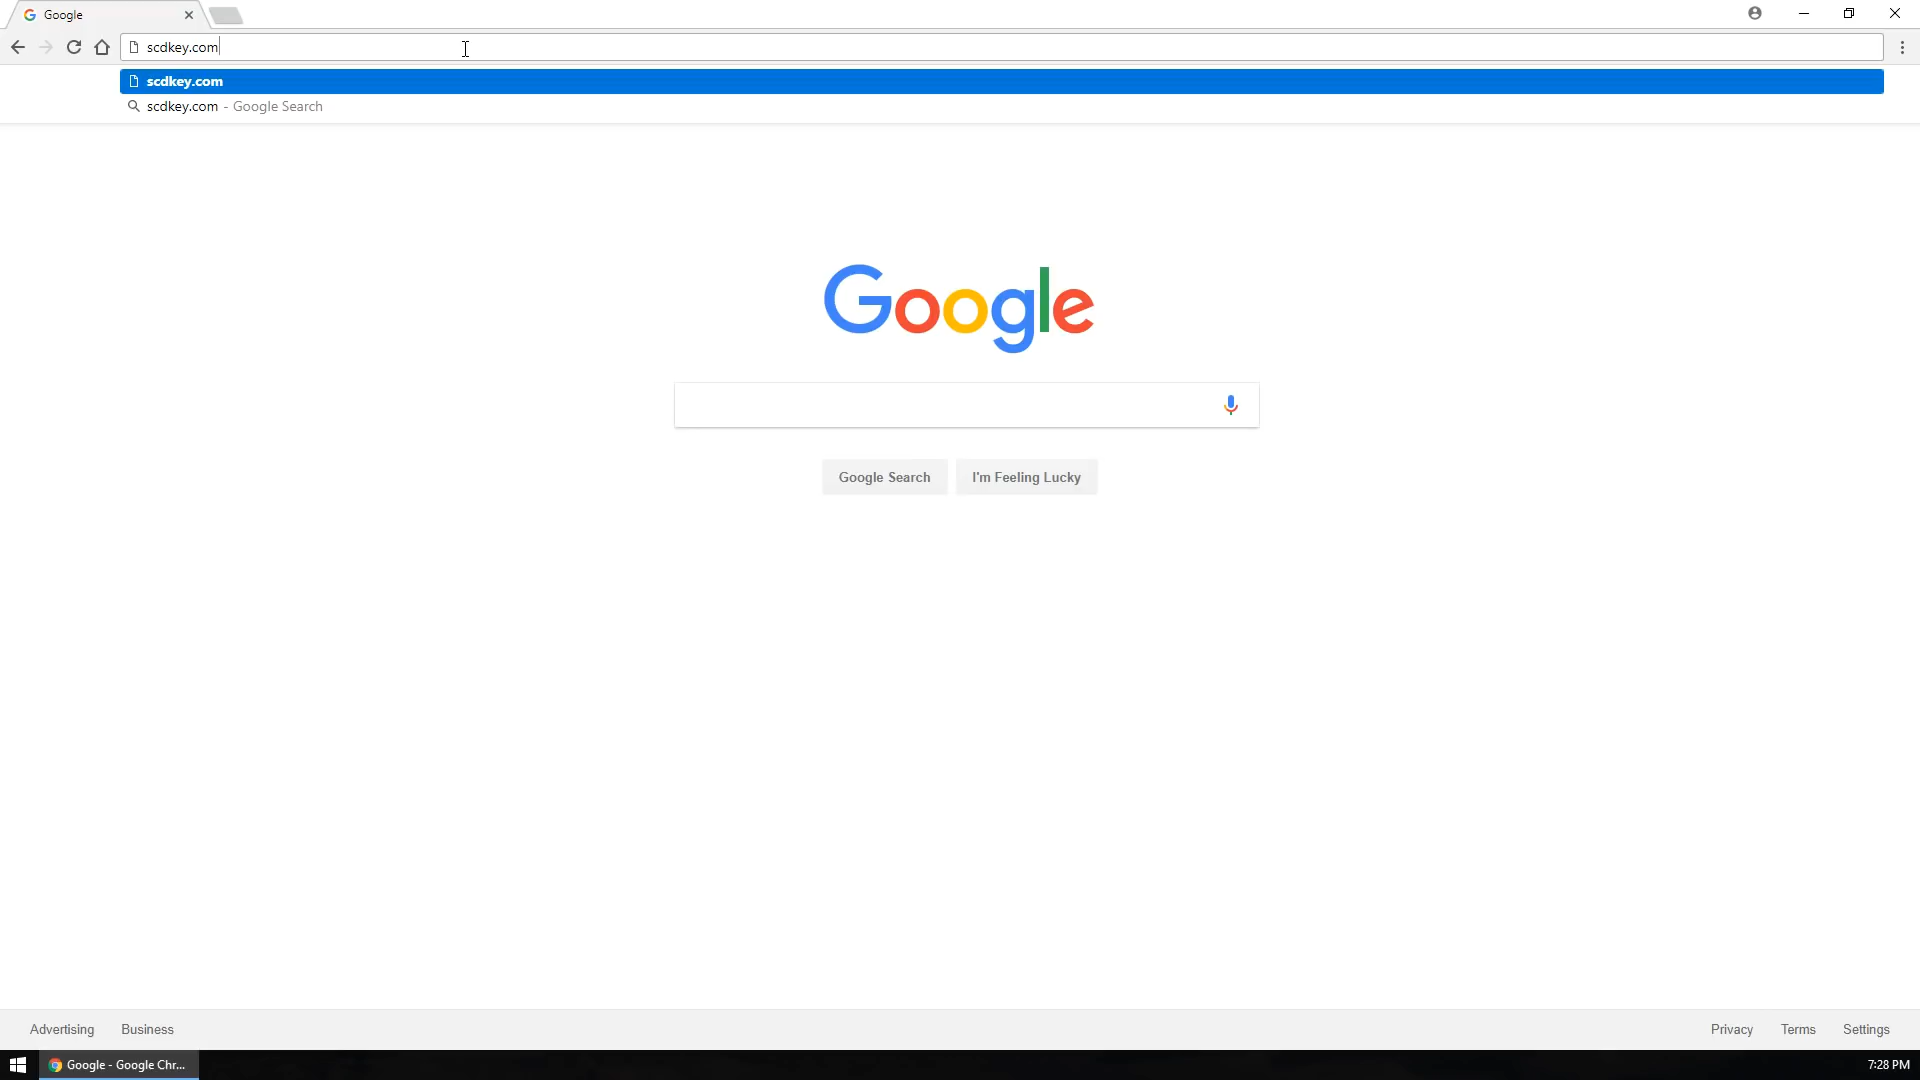 Google
scdkey.com
scdkey.com
scdkey.com - Google Search
Google
Google Search
I'm Feeling Lucky
Advertising
Business
Privacy
Terms
Settings
Google - Google Chr...
7:28 PM